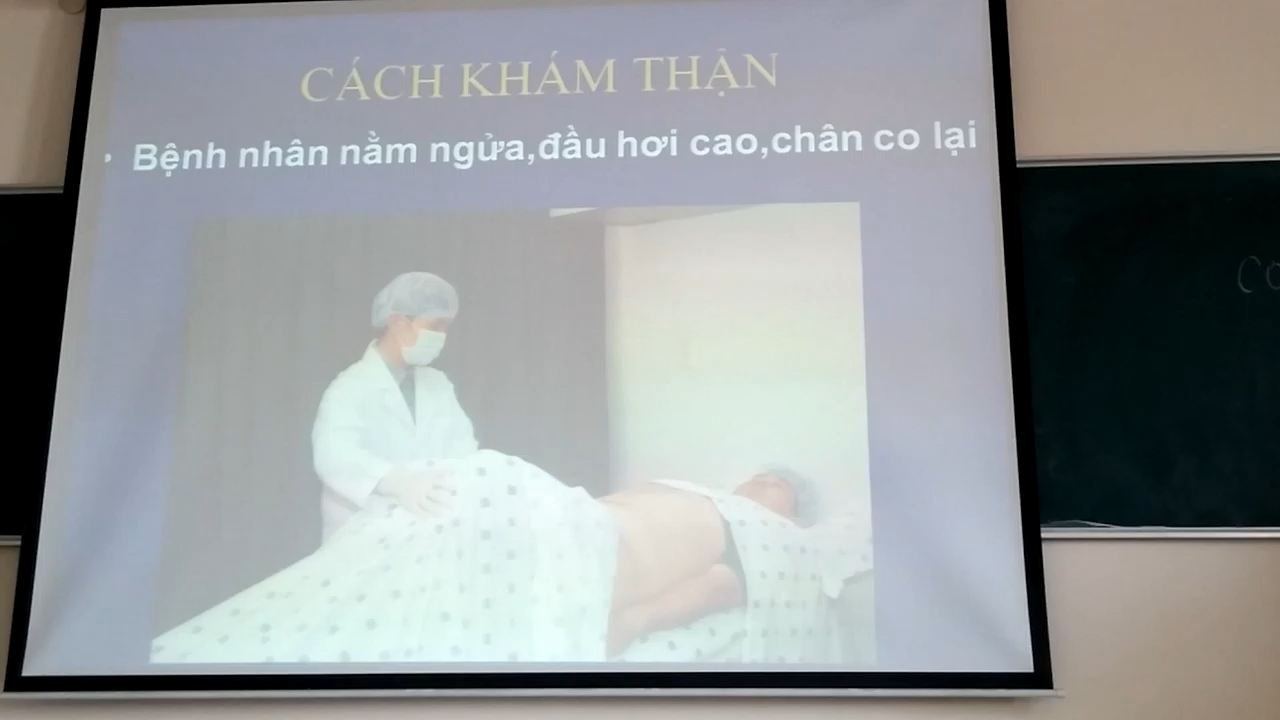 CÁCH KHÁM THẬN
• Bệnh nhân nằm ngửa,đầu hơi cao,chân co lại